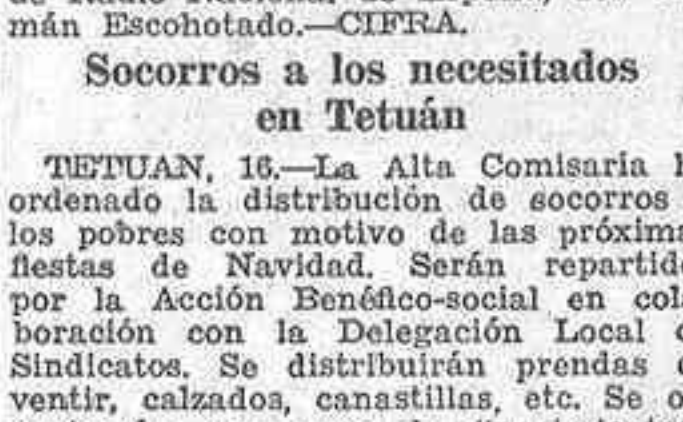 mán Escohotado.—CIFRA.
Socorros a los necesitados
en Tetuán
TETUAN, 16.—La Alta Comisaría
ordenado la distribución de socorros
los pobres con motivo de las próxima
fiestas de Navidad. Serán repartid
por la Acción Benéfico-social en cola
boración con la Delegación Local
Sindicatos. Se distribuirán prendas
ventir, calzados, canastillas, etc. Se o